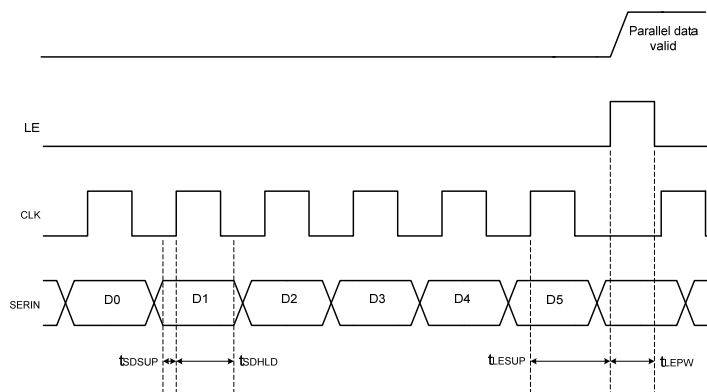 Parallel data
valid
LE
CLK
SERIN
D0
D1
D2
D3
D4
D5
tSDSUP
tSDHLD
tLESUP
tLEPW